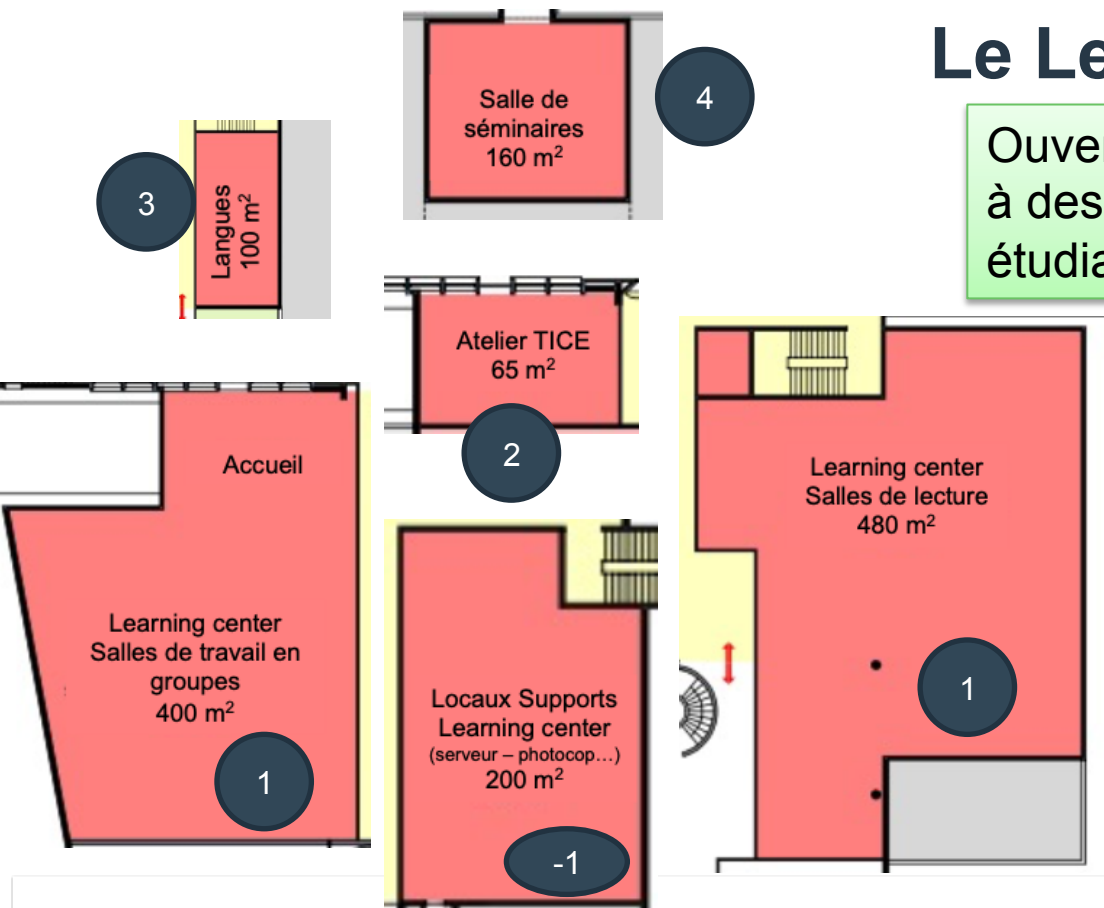 Le Le
Ouver
à des
étudia
Salle de
séminaires
160 m²
4
3
Langues
100 m²
Atelier TICE
65 m²
2
Accueil
Learning center
Salles de travail en
groupes
400 m²
1
Locaux Supports
Learning center
(serveur – photocop…)
200 m²
-1
Learning center
Salles de lecture
480 m²
1